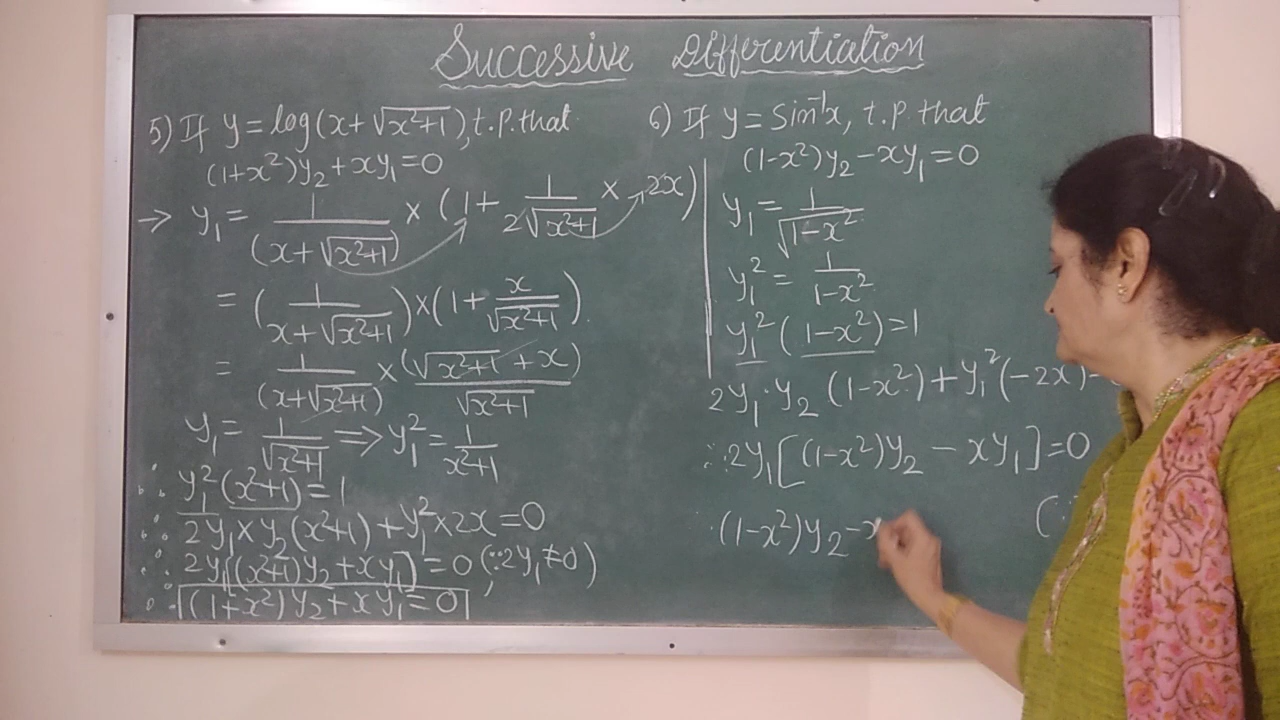 Successive Differentiation
5) If y = log(x + √(x²+1)), t.p. that
(1+x²)y₂ + xy₁ = 0
→ y₁ = 1/(x+√(x²+1)) × (1 + 1/(2√(x²+1)) × 2x)
= (1/(x+√(x²+1))) × (1 + x/√(x²+1)).
= 1/(x+√(x²+1)) × (√(x²+1) + x)/√(x²+1)
y₁ = 1/√(x²+1) ⟹ y₁² = 1/(x²+1)
∴ y₁²(x²+1) = 1
∴ 2y₁ × y₂(x²+1) + y₁² × 2x = 0
∴ 2y₁[(x²+1)y₂ + xy₁] = 0 (∵ 2y₁ ≠ 0),
∴ (1+x²)y₂ + xy₁ = 0
6) If y = Sin⁻¹x, t.p. that
(1-x²)y₂ - xy₁ = 0
y₁ = 1/√(1-x²)
y₁² = 1/(1-x²)
y₁²(1-x²) = 1
2y₁·y₂ (1-x²) + y₁²(-2x)
∴ 2y₁[(1-x²)y₂ - xy₁] = 0
(∵
(1-x²)y₂ - x